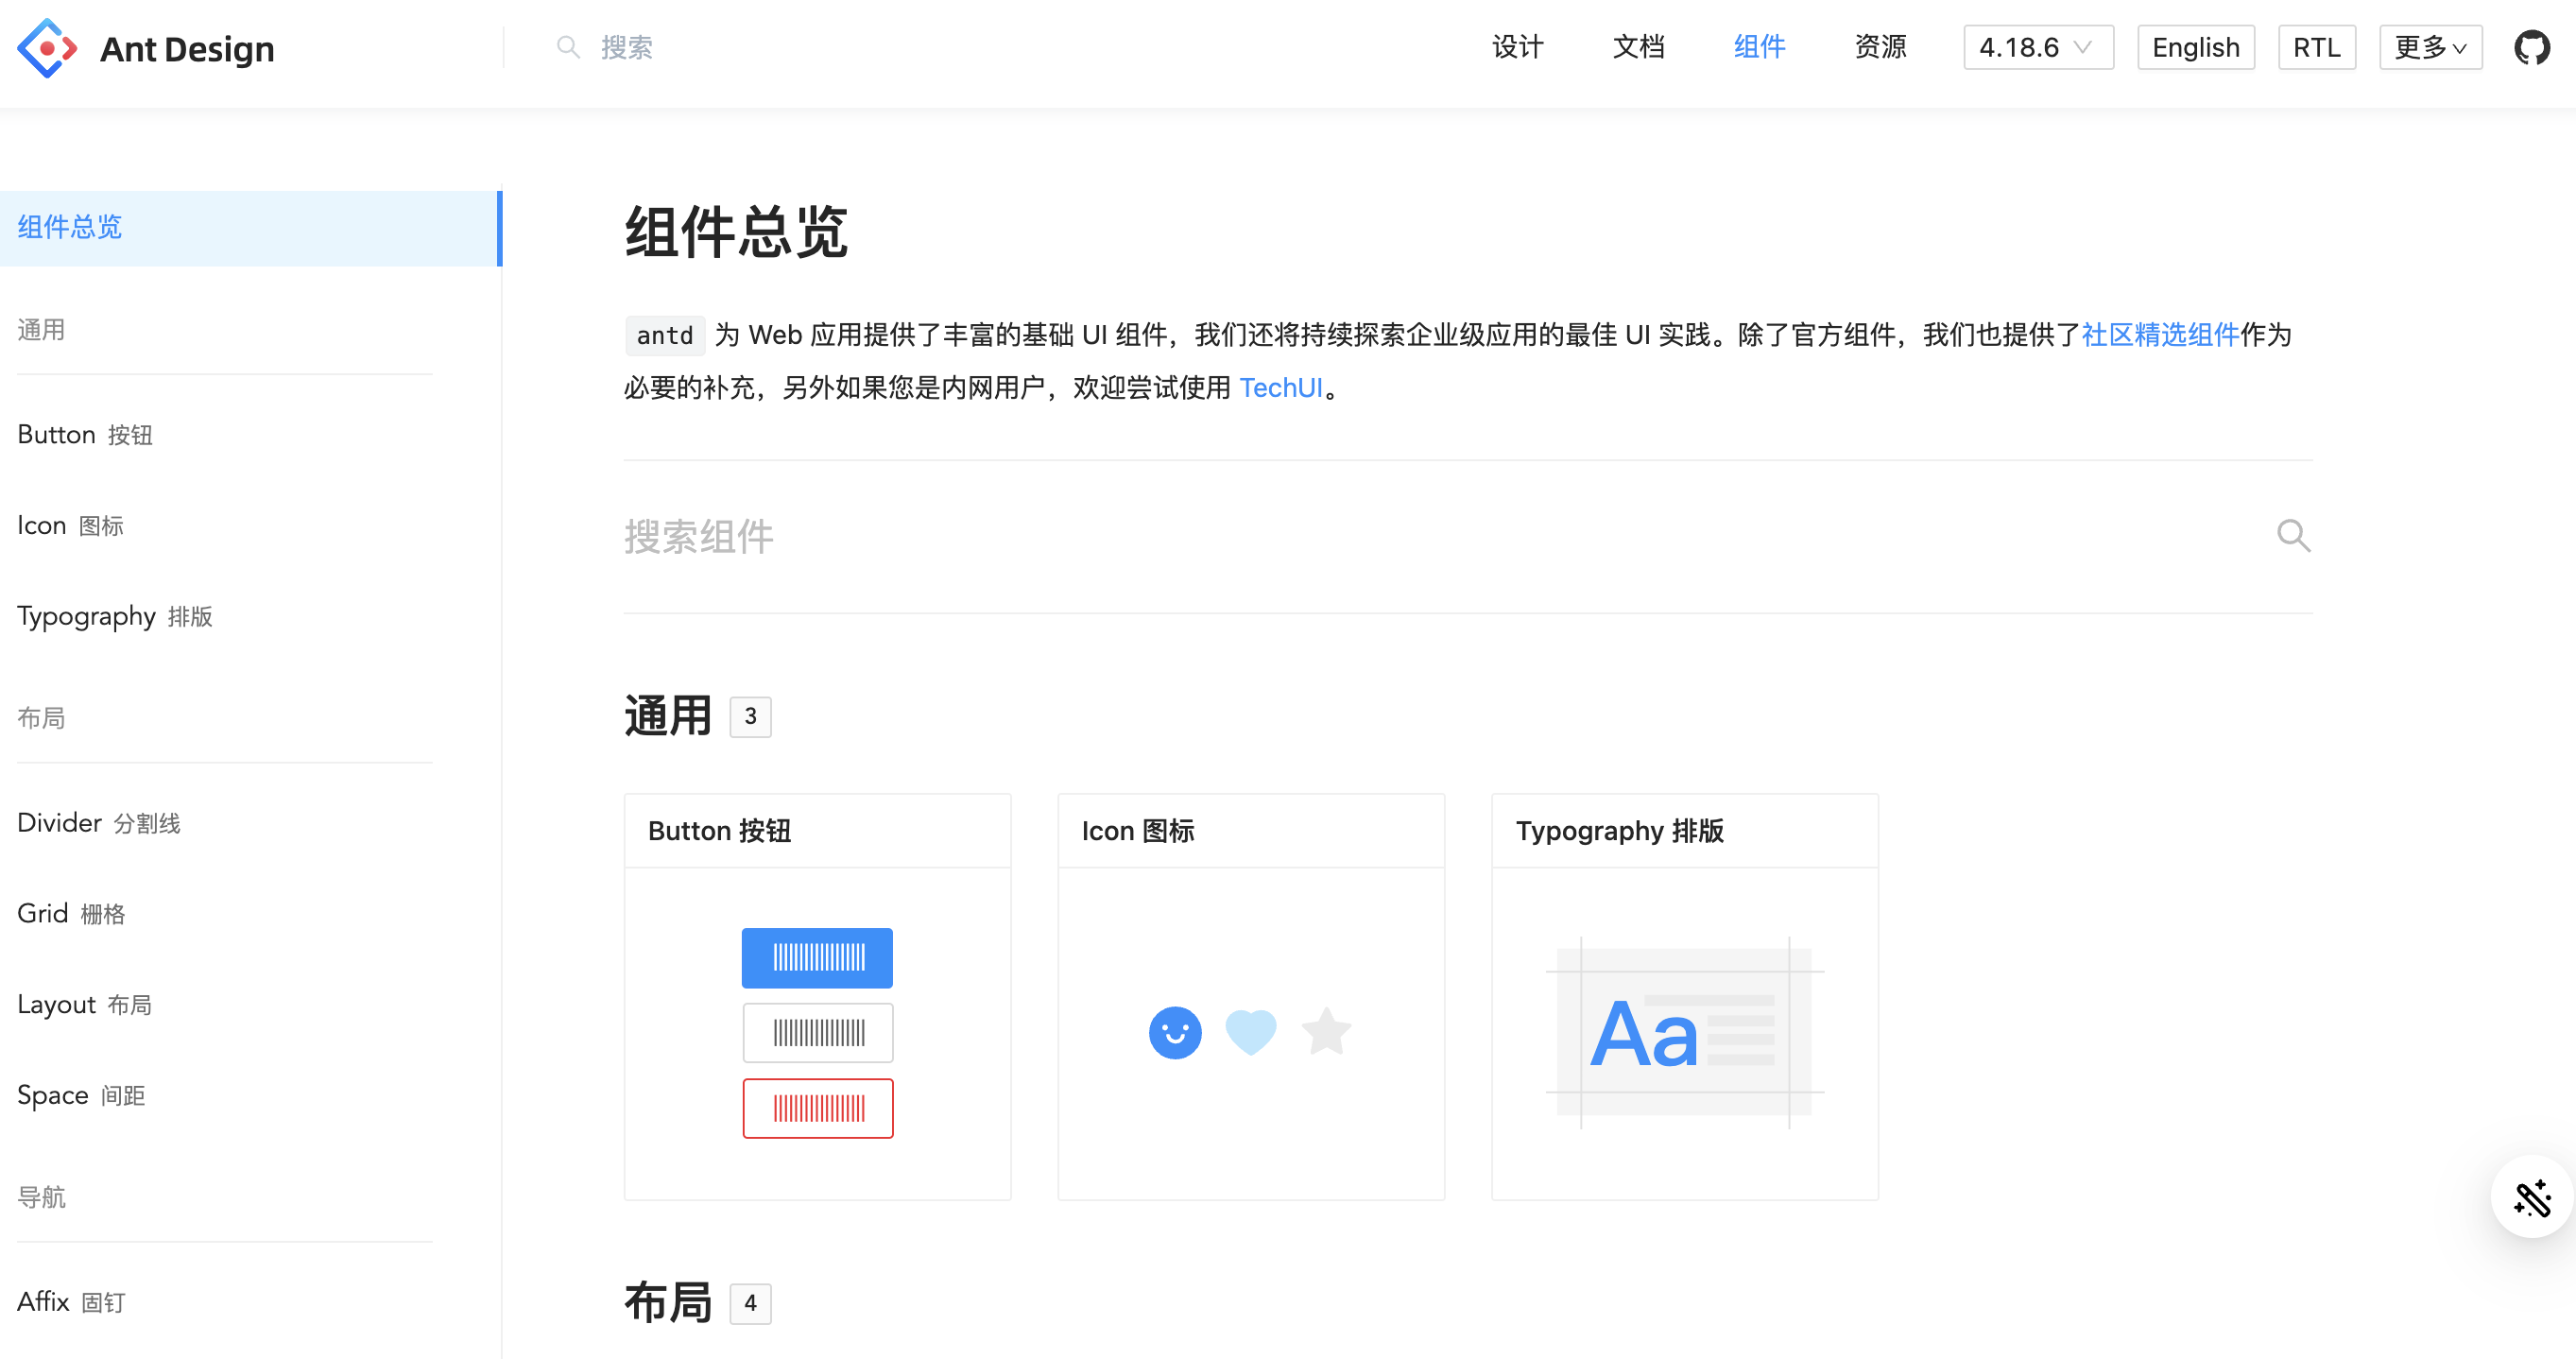 Ant Design
搜索
设计
文档
组件
资源
4.18.6
English
RTL
更多
组件总览
通用
Button 按钮
Icon 图标
Typography 排版
布局
Divider 分割线
Grid 栅格
Layout 布局
Space 间距
导航
Affix 固钉
组件总览
antd 为 Web 应用提供了丰富的基础 UI 组件，我们还将持续探索企业级应用的最佳 UI 实践。除了官方组件，我们也提供了社区精选组件作为
必要的补充，另外如果您是内网用户，欢迎尝试使用 TechUI。
搜索组件
通用 3
Button 按钮
Icon 图标
Typography 排版
Aa
布局 4